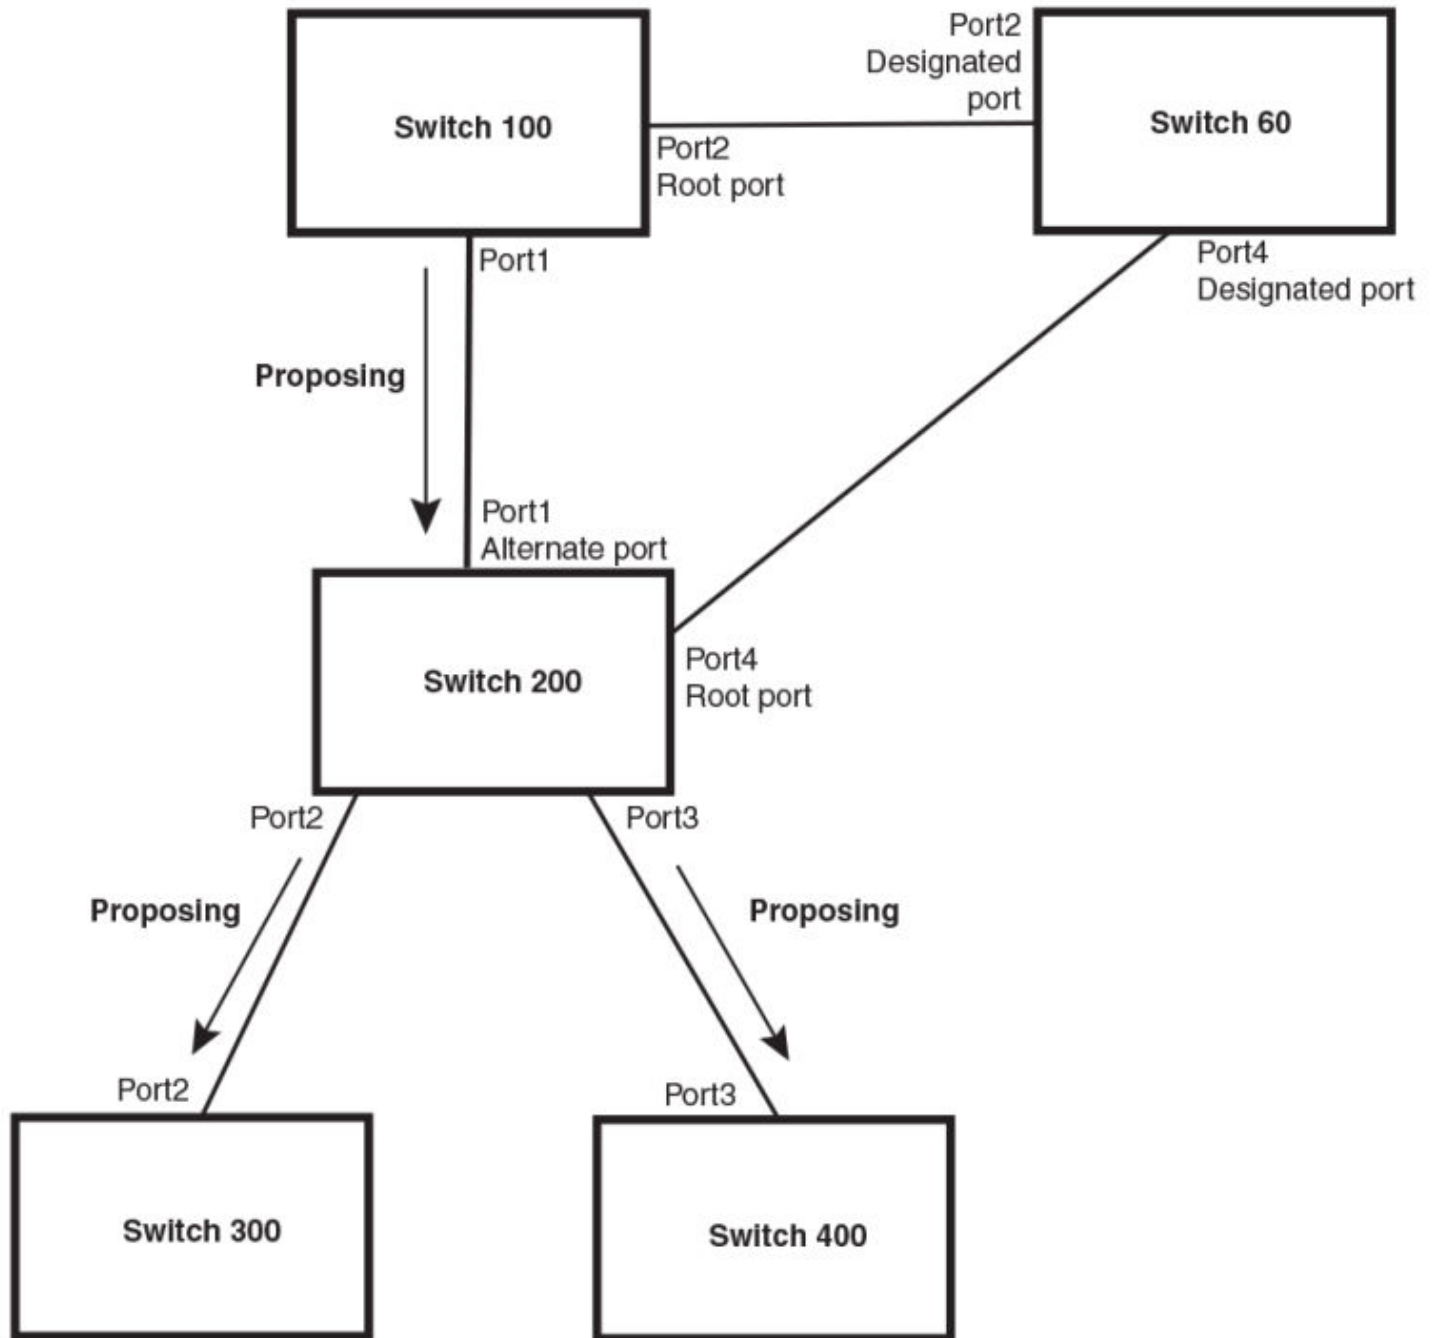 Port2
Designated
port
Switch 100
Switch 60
Port2
Root port
Port1
Port4
Designated port
Proposing
Port1
Alternate port
Switch 200
Port4
Root port
Port2
Port3
Proposing
Proposing
Port2
Port3
Switch 300
Switch 400